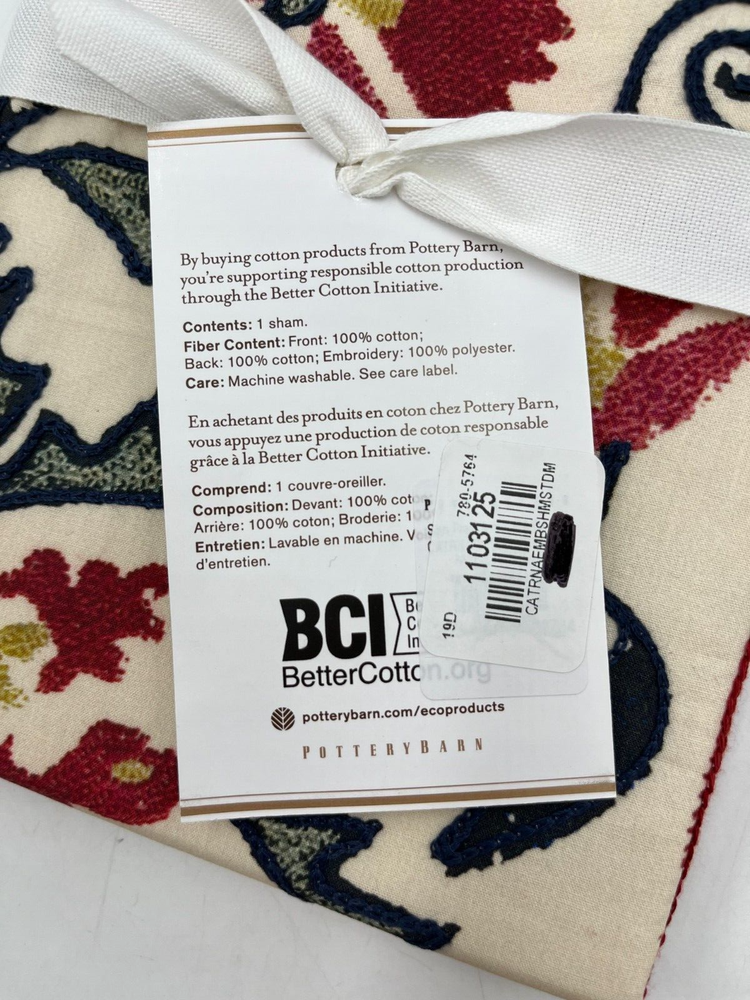 By buying cotton products from Pottery Barn,
you're supporting responsible cotton production
through the Better Cotton Initiative.
Contents: 1 sham.
Fiber Content: Front: 100% cotton;
Back: 100% cotton; Embroidery: 100% polyester.
Care: Machine washable. See care label.
En achetant des produits en coton chez Pottery Barn,
vous appuyez une production de coton responsable
grâce à la Better Cotton Initiative.
Comprend: 1 couvre-oreiller.
Composition: Devant: 100% cot
Arrière: 100% coton; Broderie: 10
Entretien: Lavable en machine. V
d'entretien.
BCI
Be
C
In
BetterCotton.org
potterybarn.com/ecoproducts
POTTERYBARN
780-5764
1103125
19D
CATRNAEMBSHMSTDM